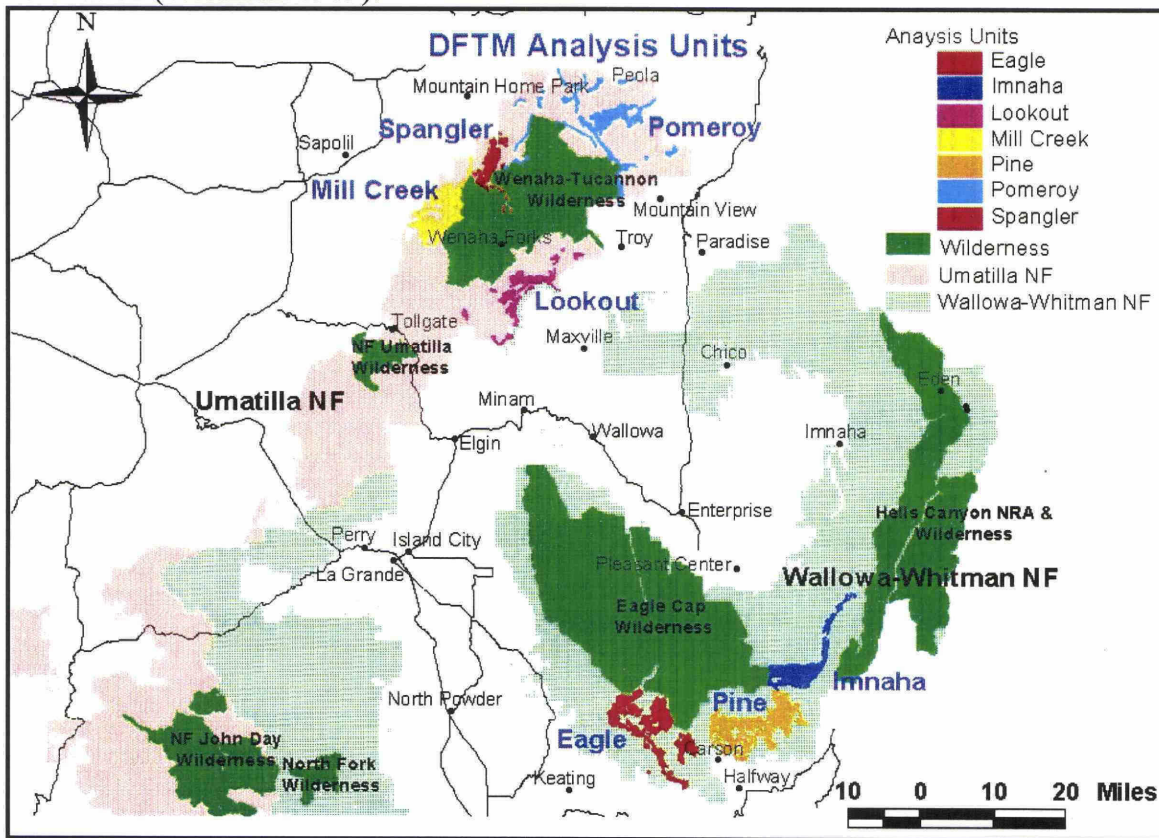 N
DFTM Analysis Units
Anaysis Units
Eagle
Imnaha
Lookout
Mill Creek
Pine
Pomeroy
Spangler
Wilderness
Umatilla NF
Wallowa-Whitman NF
Mountain Home Park
Peola
Spangler
Pomeroy
Sapolil
Mill Creek
Wenaha-Tucannon
Wilderness
Mountain View
Wenaha Forks
Troy
Paradise
Lookout
Tollgate
Maxville
NF Umatilla
Wilderness
Chico
Eden
Umatilla NF
Minam
Elgin
Wallowa
Imnaha
Enterprise
Hells Canyon NRA &
Wilderness
Perry
Island City
La Grande
Pleasant Center
Wallowa-Whitman NF
Eagle Cap
Wilderness
Imnaha
North Powder
Pine
Eagle
Carson
NF John Day
Wilderness
North Fork
Wilderness
Keating
Halfway
10 0 10 20 Miles